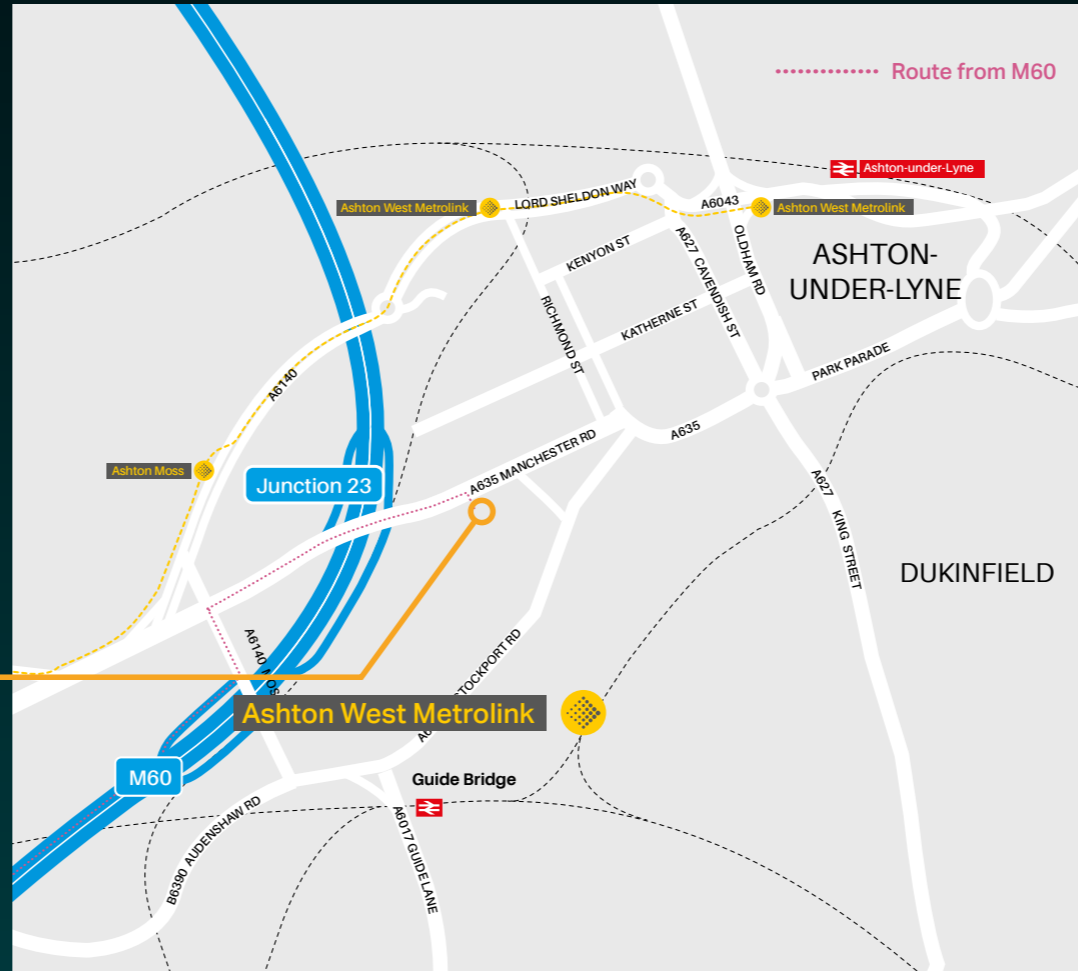 Route from M60
Ashton-under-Lyne
Ashton West Metrolink
LORD SHELDON WAY
A6043
Ashton West Metrolink
KENYON ST
A627 CAVENDISH ST
OLDHAM RD
ASHTON-
UNDER-LYNE
RICHMOND ST
KATHERNE ST
PARK PARADE
A6140
A635
A635 MANCHESTER RD
Ashton Moss
Junction 23
A627 KING STREET
DUKINFIELD
A6140
STOCKPORT RD
Ashton West Metrolink
M60
Guide Bridge
B6390 AUDENSHAW RD
A6017 GUIDE LANE